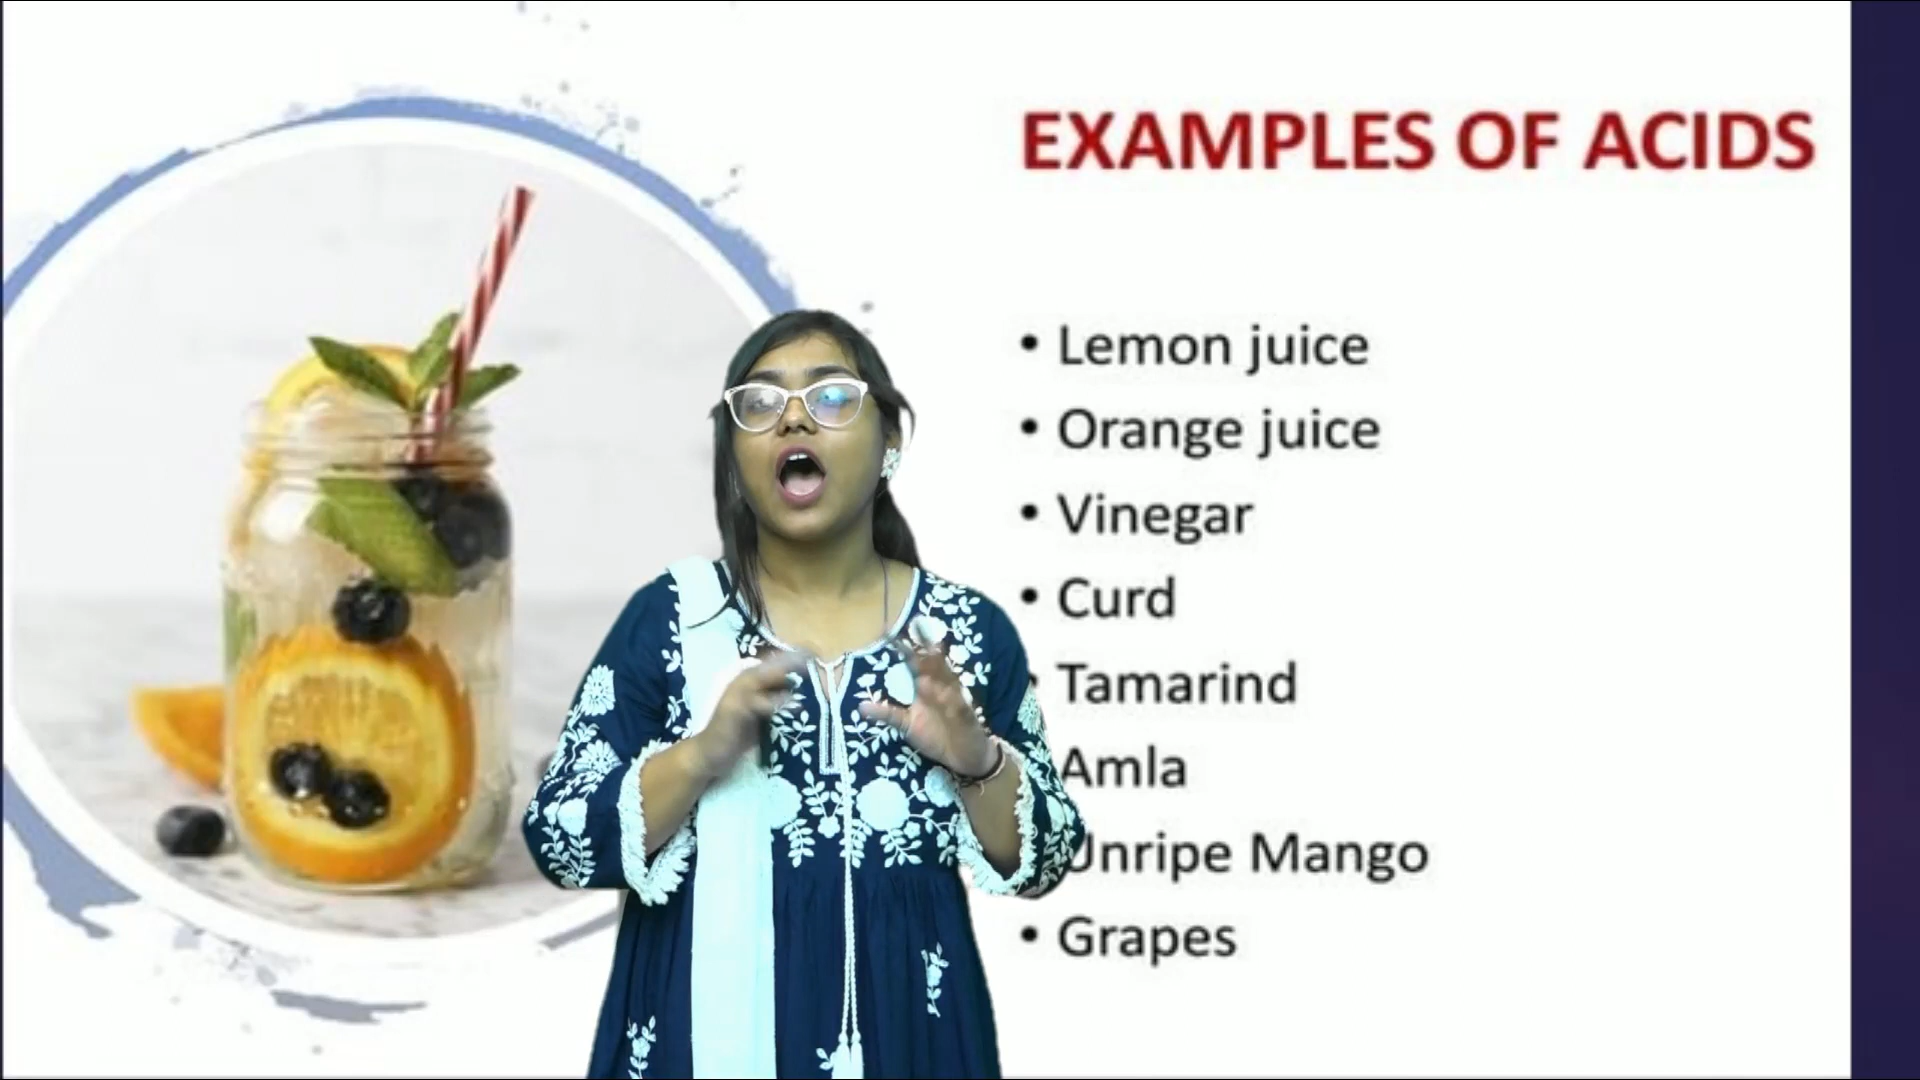 EXAMPLES OF ACIDS
• Lemon juice
• Orange juice
• Vinegar
• Curd
• Tamarind
Amla
Unripe Mango
• Grapes